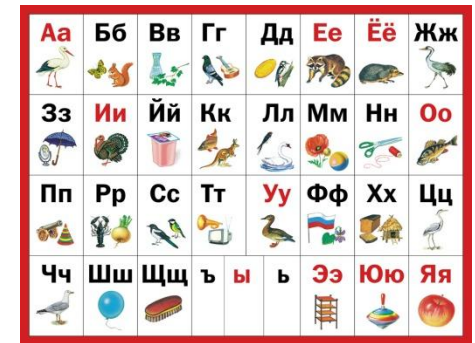 Аа Бб Вв Гг Дд Ее Ёё Жж
Зз Ии Йй Кк Лл Мм Нн Оо
Пп Рр Сс Тт Уу Фф Хх Цц
Чч Шш Щщ ъ ы ь Ээ Юю Яя